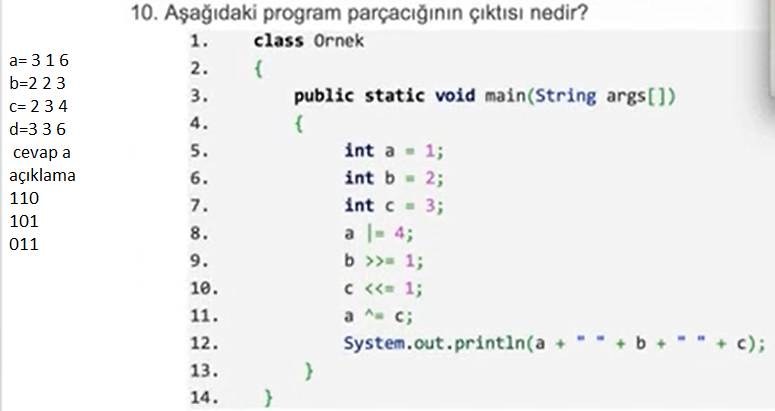 10. Aşağıdaki program parçacığının çıktısı nedir?
a= 3 1 6
b=2 2 3
c= 2 3 4
d=3 3 6
cevap a
açıklama
110
101
011
1. class Ornek
2. {
3. public static void main(String args[])
4. {
5. int a = 1;
6. int b = 2;
7. int c = 3;
8. a |= 4;
9. b >>= 1;
10. c <<= 1;
11. a ^= c;
12. System.out.println(a + " " + b + " " + c);
13. }
14. }